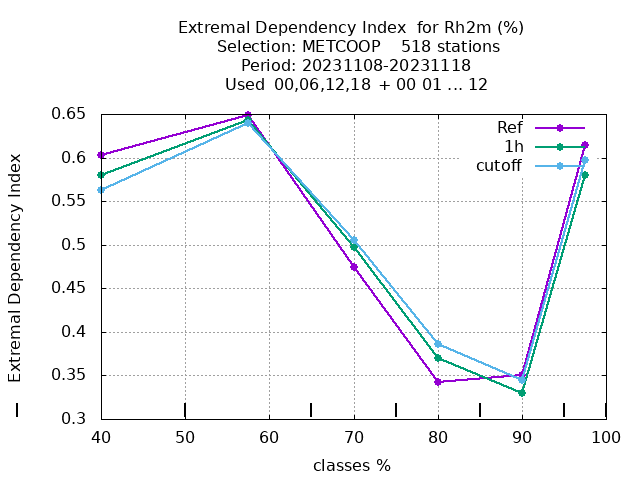 Extremal Dependency Index  for Rh2m (%)
Selection: METCOOP    518 stations
Period: 20231108-20231118
Used  00,06,12,18  + 00 01 ... 12
Extremal Dependency Index
0.65
0.6
0.55
0.5
0.45
0.4
0.35
0.3
Ref
1h
cutoff
40 50 60 70 80 90 100
classes %